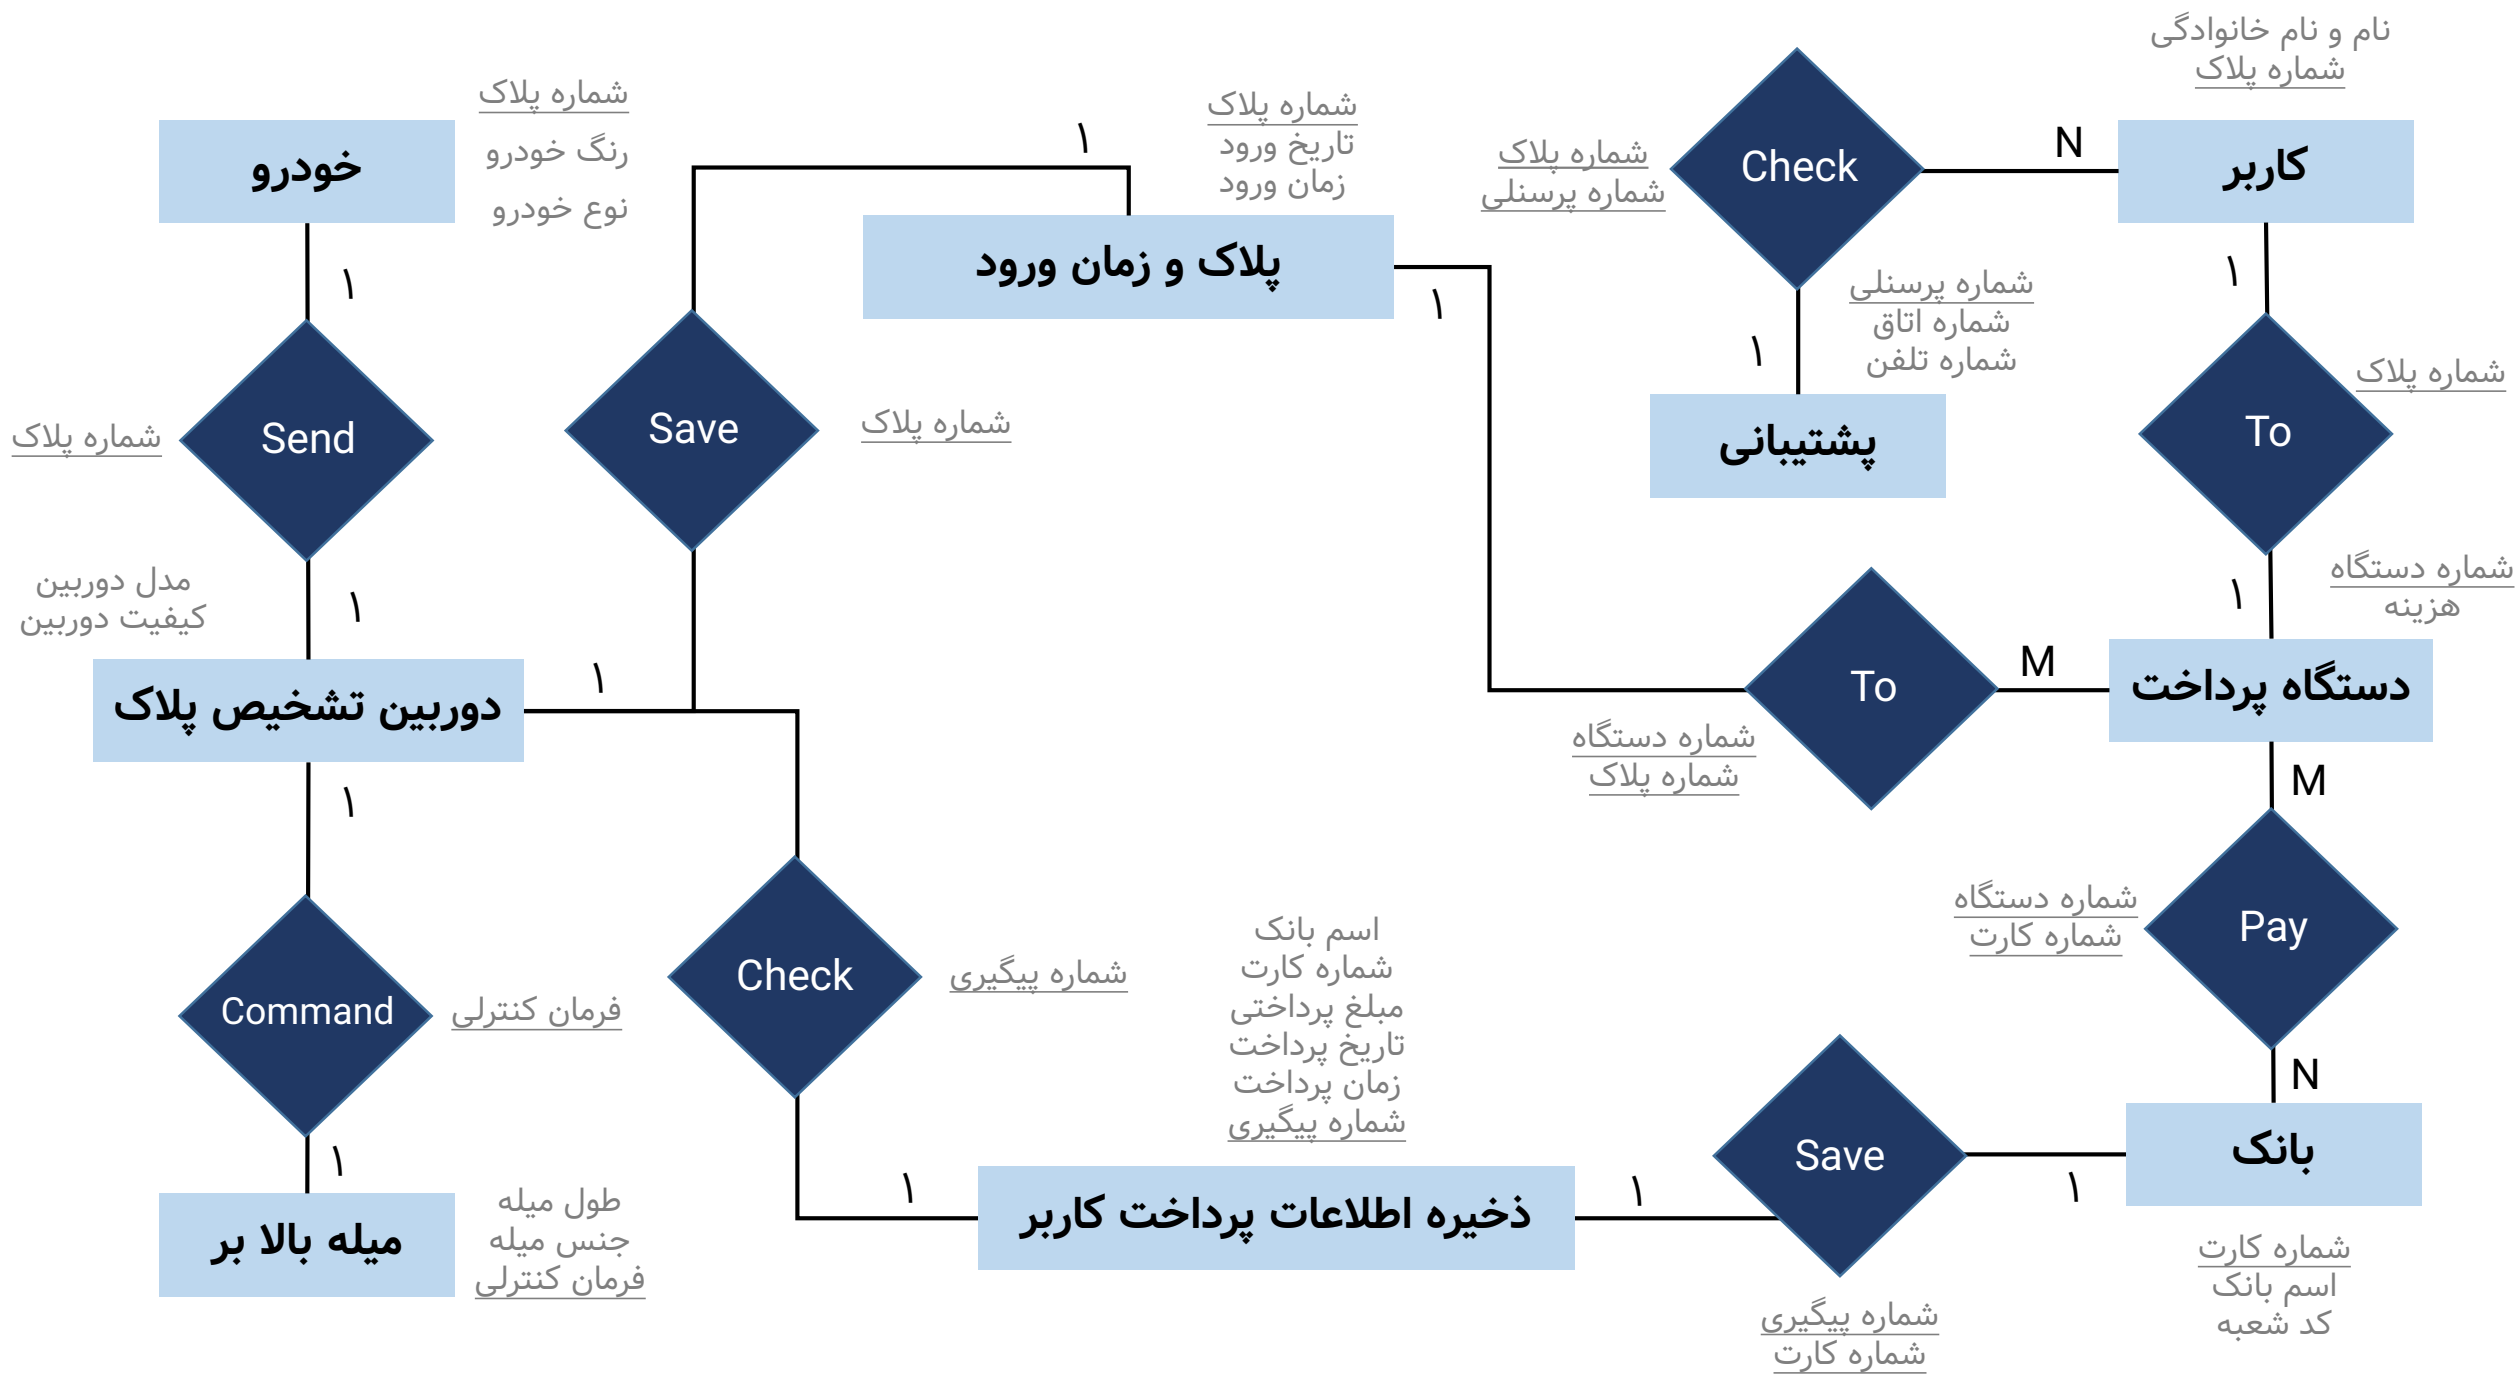 نام و نام خانوادگی
شماره پلاک
کاربر
N
Check
شماره پلاک
شماره پرسنلی
۱
شماره پرسنلی
شماره اتاق
شماره تلفن
پشتیبانی
۱
To
شماره پلاک
۱
شماره دستگاه
هزینه
دستگاه پرداخت
M
To
شماره دستگاه
شماره پلاک
۱
شماره پلاک
تاریخ ورود
زمان ورود
پلاک و زمان ورود
۱
Save
شماره پلاک
شماره پلاک
رنگ خودرو
نوع خودرو
خودرو
۱
Send
شماره پلاک
۱
مدل دوربین
کیفیت دوربین
دوربین تشخیص پلاک
۱
۱
Command
فرمان کنترلی
۱
میله بالا بر
طول میله
جنس میله
فرمان کنترلی
Check
شماره پیگیری
۱
اسم بانک
شماره کارت
مبلغ پرداختی
تاریخ پرداخت
زمان پرداخت
شماره پیگیری
ذخیره اطلاعات پرداخت کاربر
۱
Save
شماره پیگیری
شماره کارت
۱
M
Pay
شماره دستگاه
شماره کارت
N
بانک
شماره کارت
اسم بانک
کد شعبه